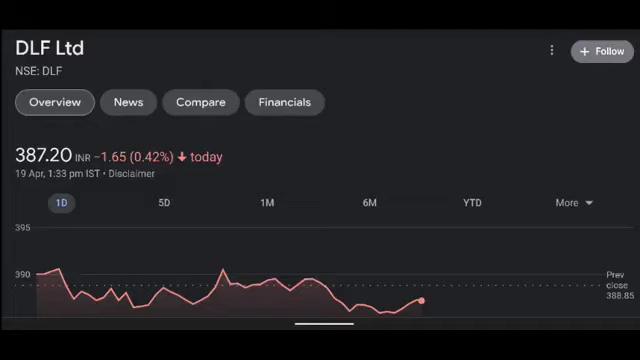 DLF Ltd
+ Follow
NSE: DLF
Overview
News
Compare
Financials
387.20 INR −1.65 (0.42%) ↓ today
19 Apr, 1:33 pm IST • Disclaimer
1D
5D
1M
6M
YTD
More
395
390
Prev
close
388.85